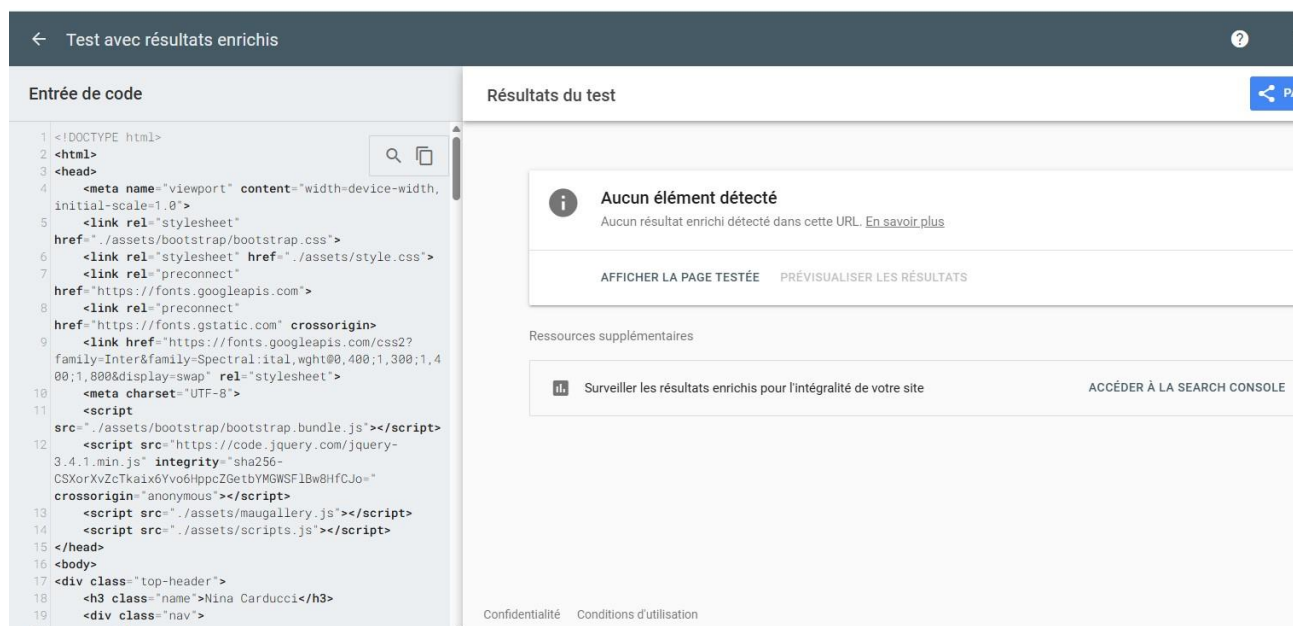 Test avec résultats enrichis
Entrée de code
1 <!DOCTYPE html>
2 <html>
3 <head>
4 <meta name="viewport" content="width=device-width,
initial-scale=1.0">
5 <link rel="stylesheet"
href="./assets/bootstrap/bootstrap.css">
6 <link rel="stylesheet" href="./assets/style.css">
7 <link rel="preconnect"
href="https://fonts.googleapis.com">
8 <link rel="preconnect"
href="https://fonts.gstatic.com" crossorigin>
9 <link href="https://fonts.googleapis.com/css2?
family=Inter&family=Spectral:ital,wght@0,400;1,300;1,4
00;1,800&display=swap" rel="stylesheet">
10 <meta charset="UTF-8">
11 <script
src="./assets/bootstrap/bootstrap.bundle.js"></script>
12 <script src="https://code.jquery.com/jquery-
3.4.1.min.js" integrity="sha256-
CSXorXvZcTkaix6Yvo6HppcZGetbYMGWSFlBw8HfCJo="
crossorigin="anonymous"></script>
13 <script src="./assets/maugallery.js"></script>
14 <script src="./assets/scripts.js"></script>
15 </head>
16 <body>
17 <div class="top-header">
18 <h3 class="name">Nina Carducci</h3>
19 <div class="nav">
Résultats du test
PA
Aucun élément détecté
Aucun résultat enrichi détecté dans cette URL. En savoir plus
AFFICHER LA PAGE TESTÉE PRÉVISUALISER LES RÉSULTATS
Ressources supplémentaires
Surveiller les résultats enrichis pour l'intégralité de votre site ACCÉDER À LA SEARCH CONSOLE
Confidentialité Conditions d'utilisation